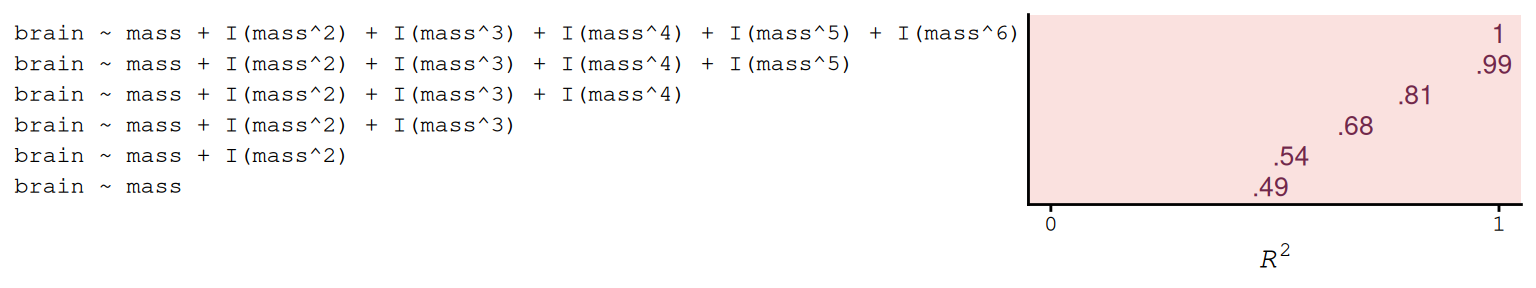 brain ~ mass + I(mass^2) + I(mass^3) + I(mass^4) + I(mass^5) + I(mass^6) 1
brain ~ mass + I(mass^2) + I(mass^3) + I(mass^4) + I(mass^5) .99
brain ~ mass + I(mass^2) + I(mass^3) + I(mass^4) .81
brain ~ mass + I(mass^2) + I(mass^3) .68
brain ~ mass + I(mass^2) .54
brain ~ mass .49
0 1
R²